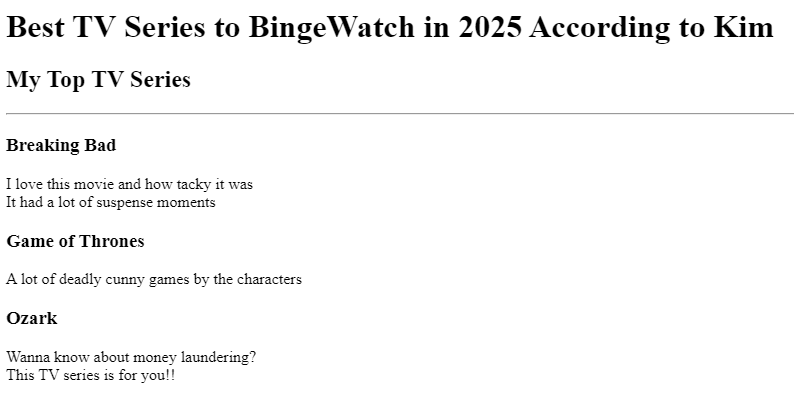 Best TV Series to BingeWatch in 2025 According to Kim
My Top TV Series
Breaking Bad
I love this movie and how tacky it was
It had a lot of suspense moments
Game of Thrones
A lot of deadly cunny games by the characters
Ozark
Wanna know about money laundering?
This TV series is for you!!